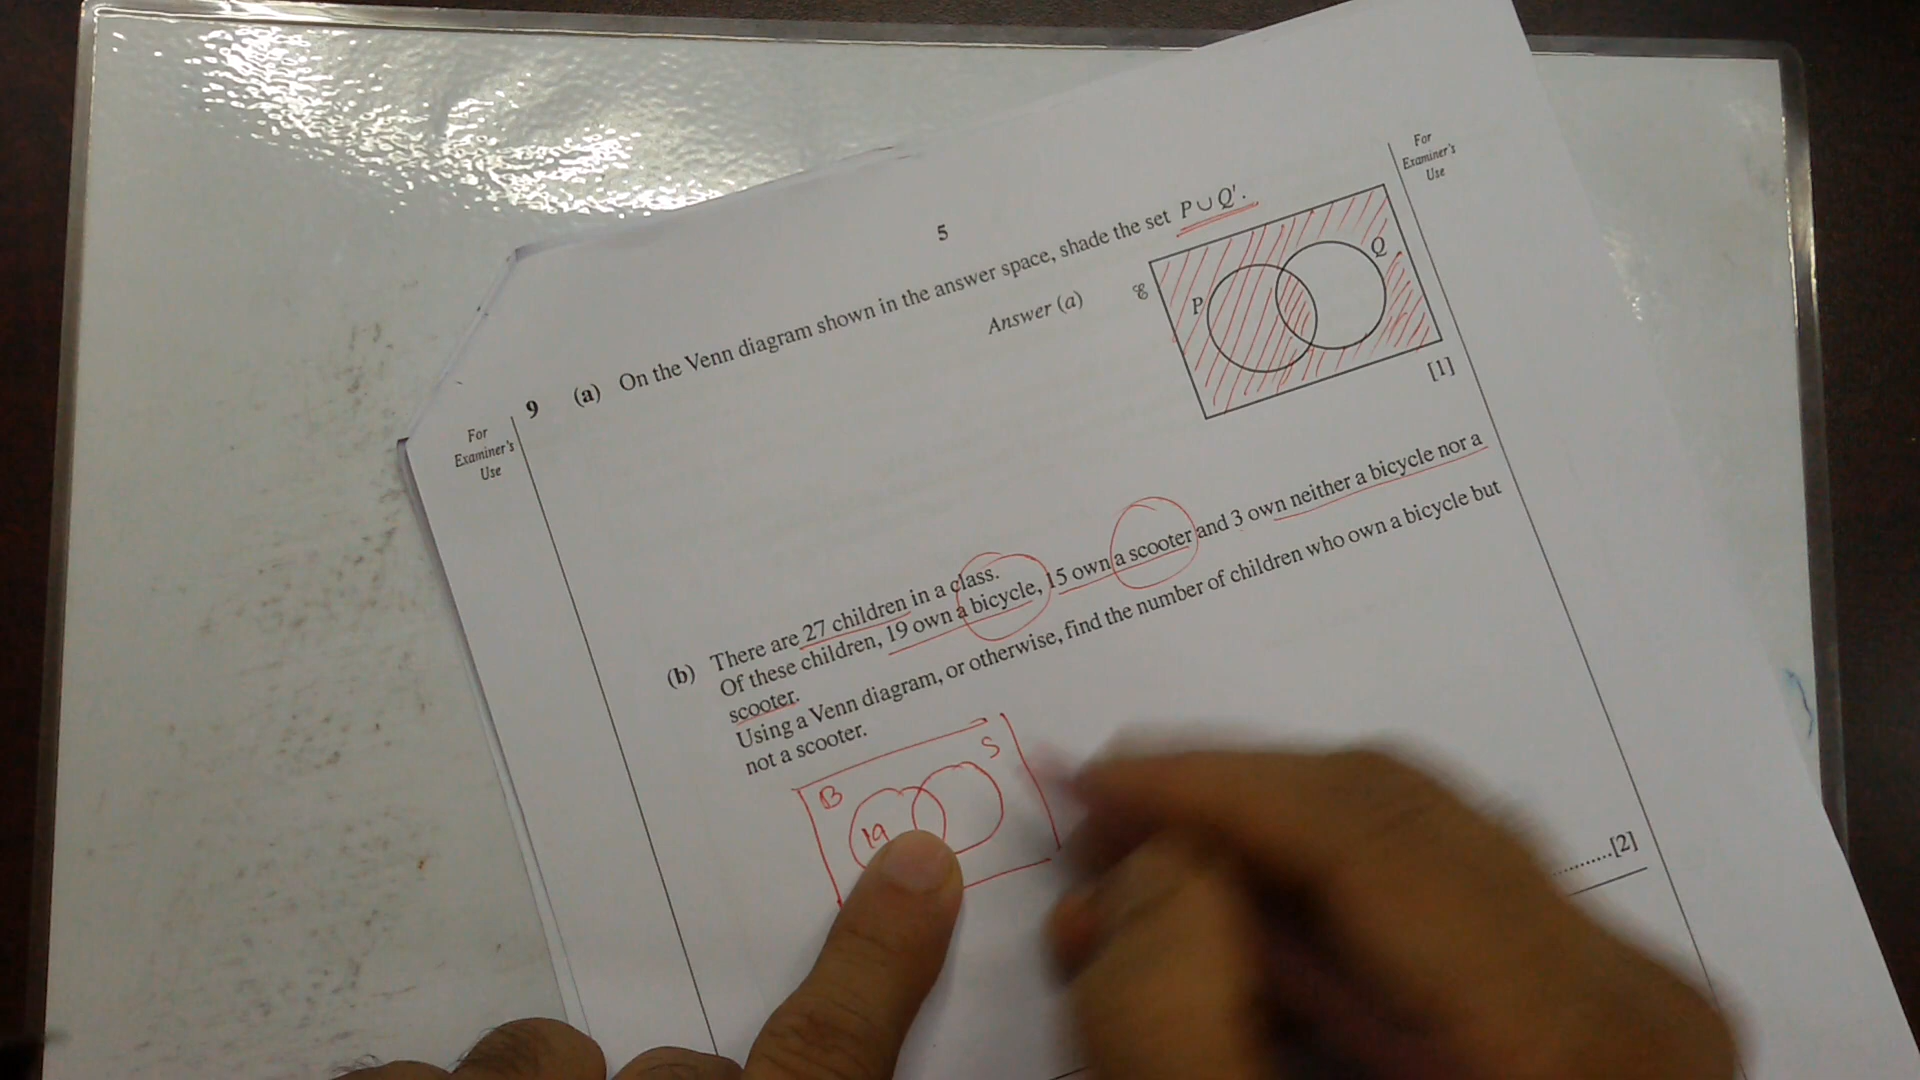 5
For
Examiner's
Use
For
Examiner's
Use
9 (a) On the Venn diagram shown in the answer space, shade the set P ∪ Q′.
Answer (a)
ℰ
P
Q
[1]
(b) There are 27 children in a class.
Of these children, 19 own a bicycle, 15 own a scooter and 3 own neither a bicycle nor a
scooter.
Using a Venn diagram, or otherwise, find the number of children who own a bicycle but
not a scooter.
B
S
19
..........[2]